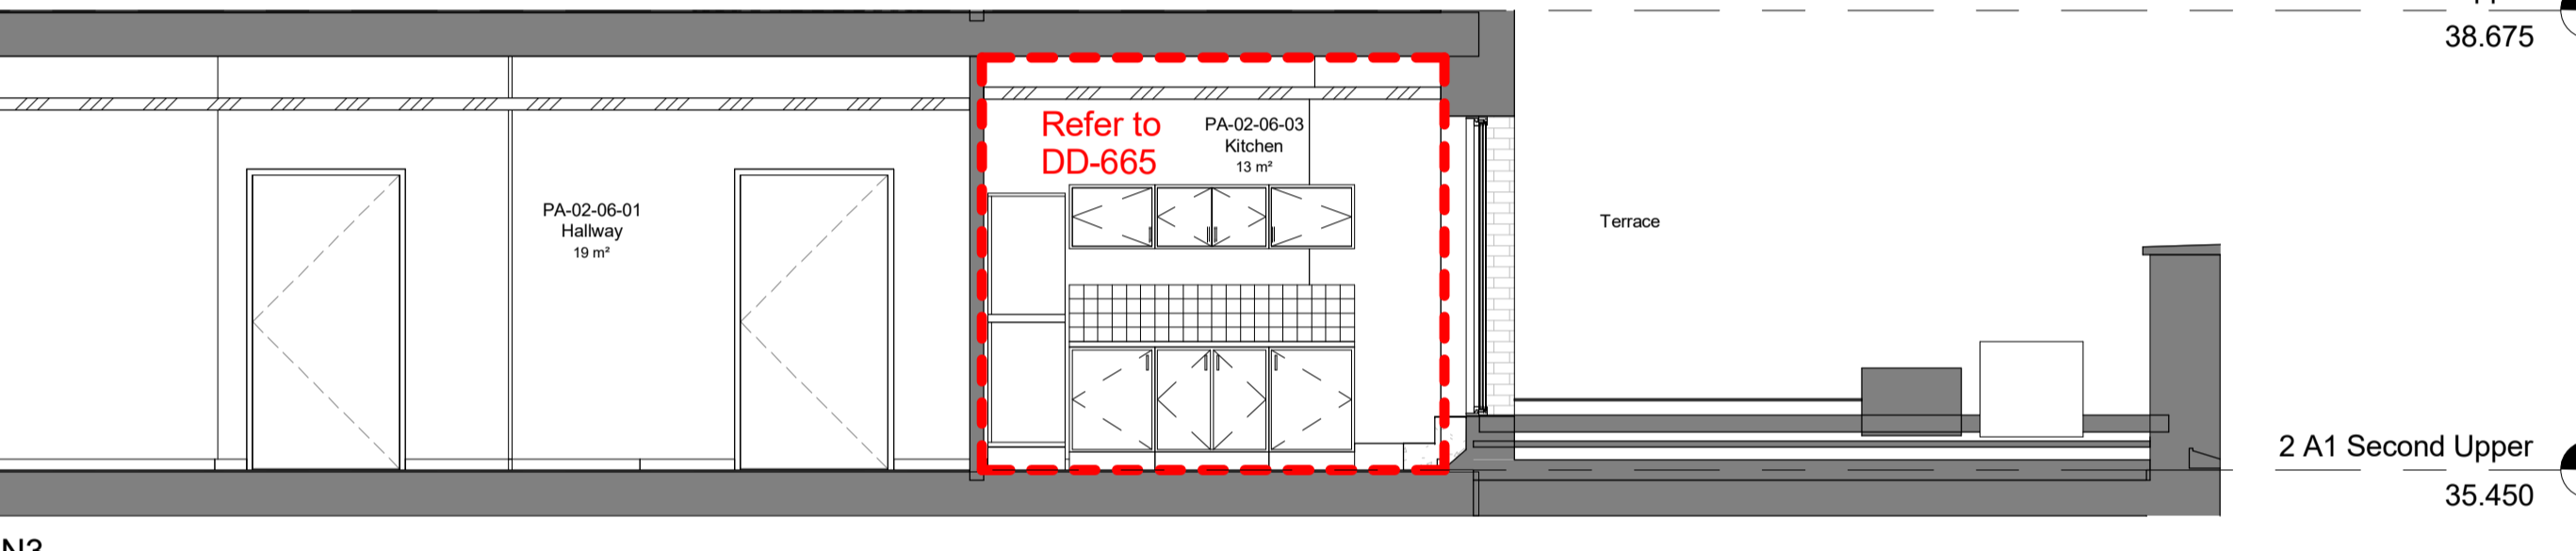 38.675
Refer to
DD-665
PA-02-06-03
Kitchen
13 m²
PA-02-06-01
Hallway
19 m²
Terrace
2 A1 Second Upper
35.450
N3